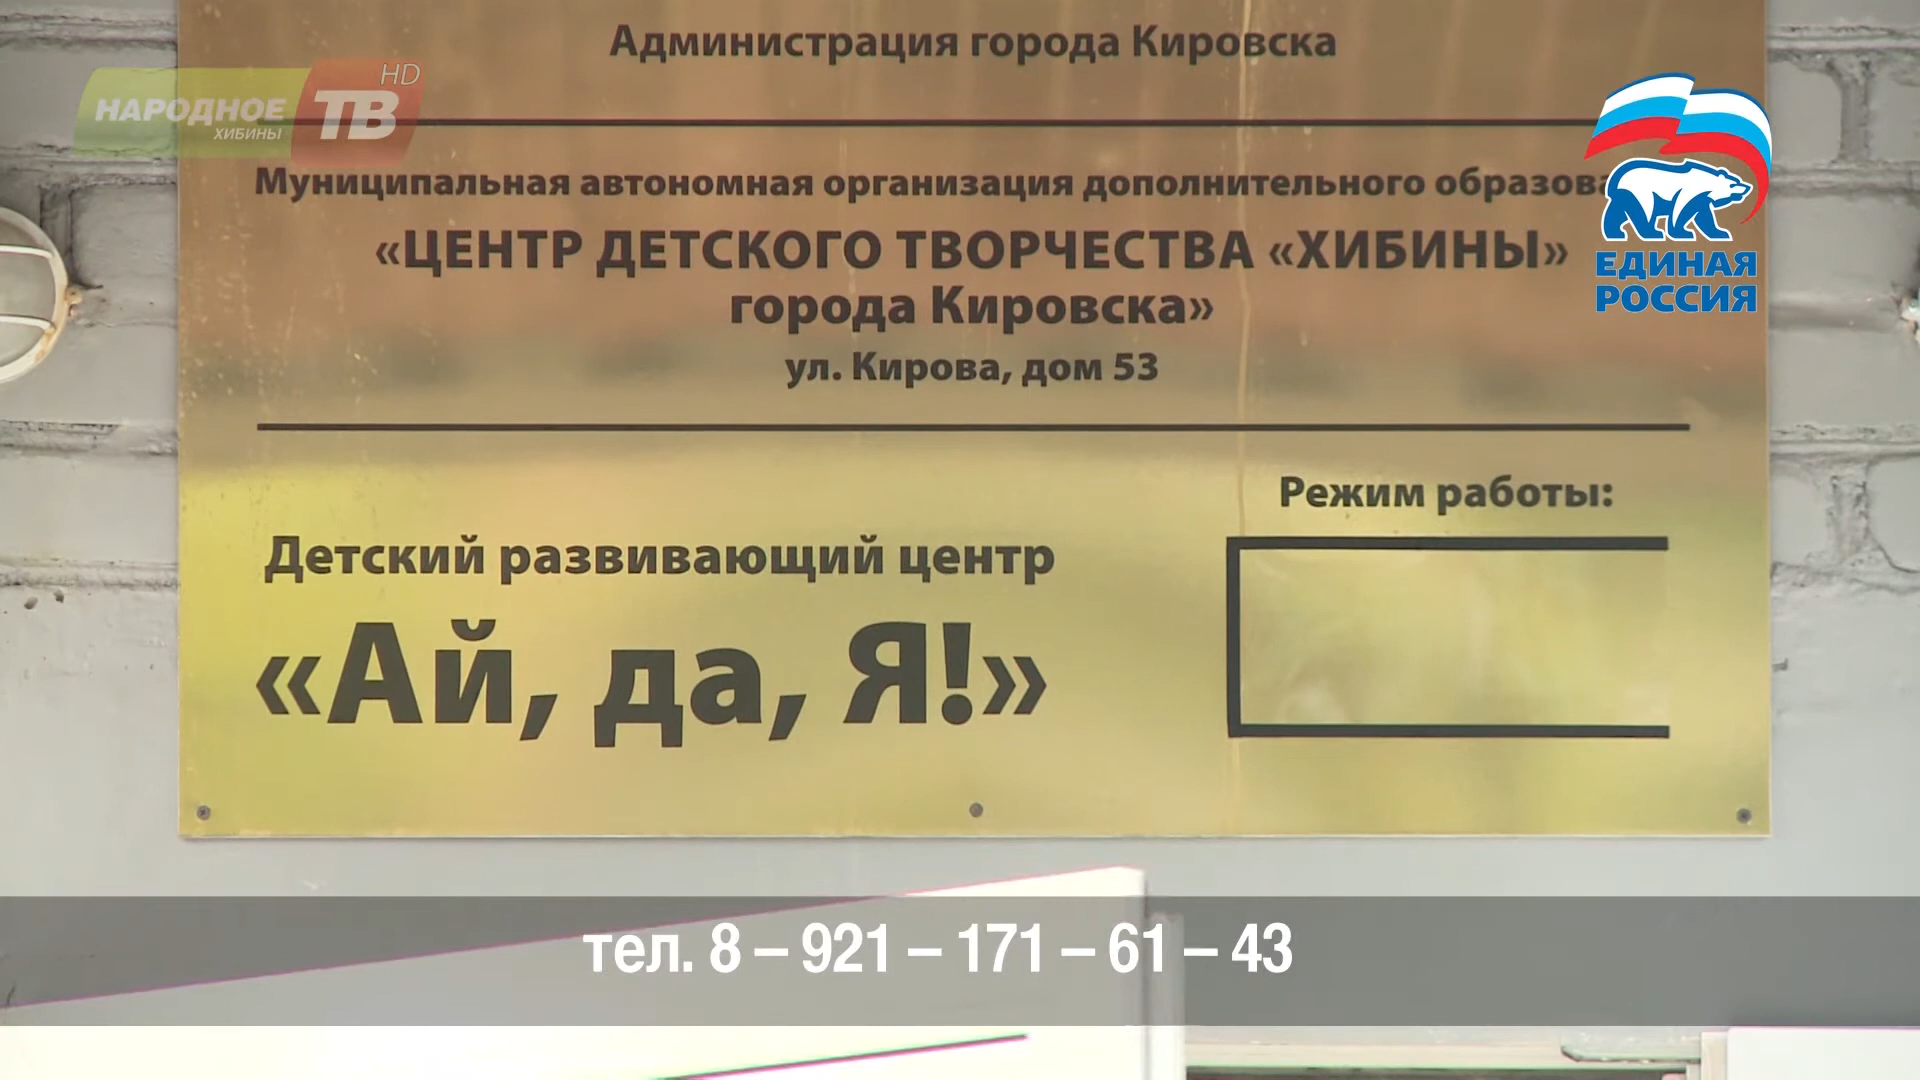 Администрация города Кировска
НАРОДНОЕ ТВ HD
ХИБИНЫ
Муниципальная автономная организация дополнительного
«ЦЕНТР ДЕТСКОГО ТВОРЧЕСТВА «ХИБИНЫ»
города Кировска»
ул. Кирова, дом 53
ЕДИНАЯ
РОССИЯ
Режим работы:
Детский развивающий центр
«Ай, да, Я!»
тел. 8 – 921 – 171 – 61 – 43